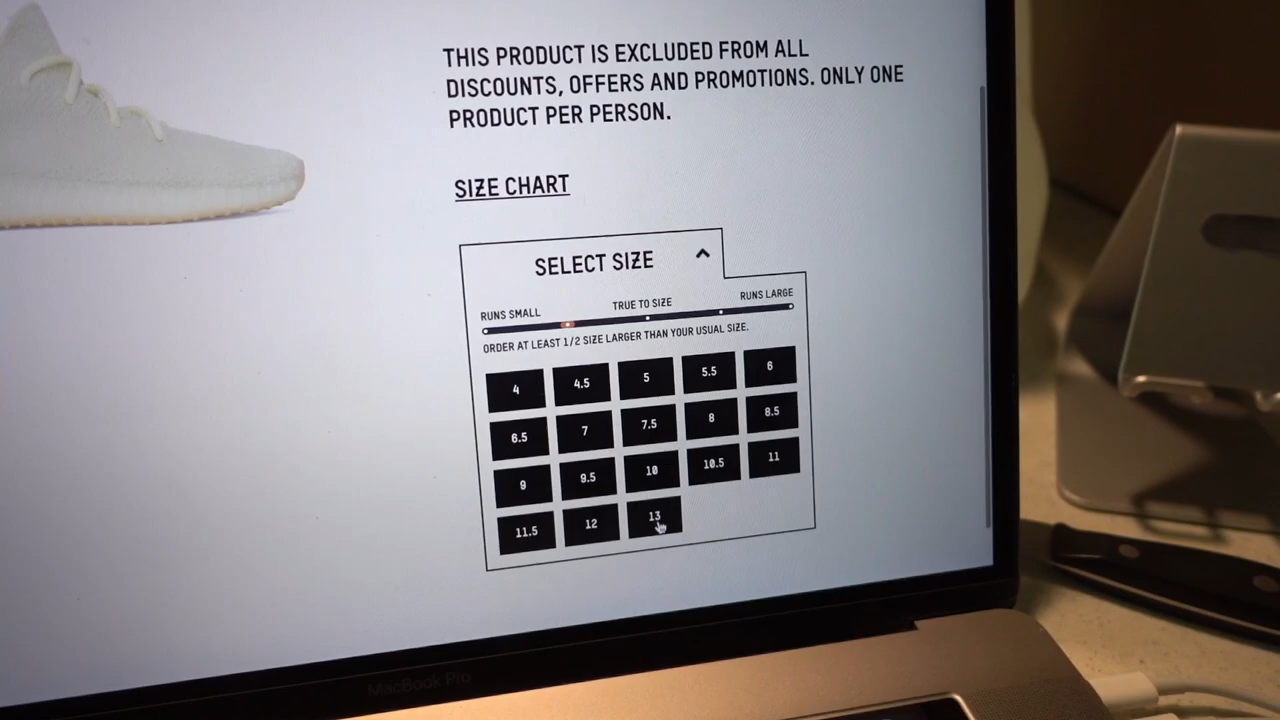 THIS PRODUCT IS EXCLUDED FROM ALL
DISCOUNTS, OFFERS AND PROMOTIONS. ONLY ONE
PRODUCT PER PERSON.
SIZE CHART
SELECT SIZE
RUNS SMALL TRUE TO SIZE RUNS LARGE
ORDER AT LEAST 1/2 SIZE LARGER THAN YOUR USUAL SIZE.
4 4.5 5 5.5 6
6.5 7 7.5 8 8.5
9 9.5 10 10.5 11
11.5 12 13
MacBook Pro